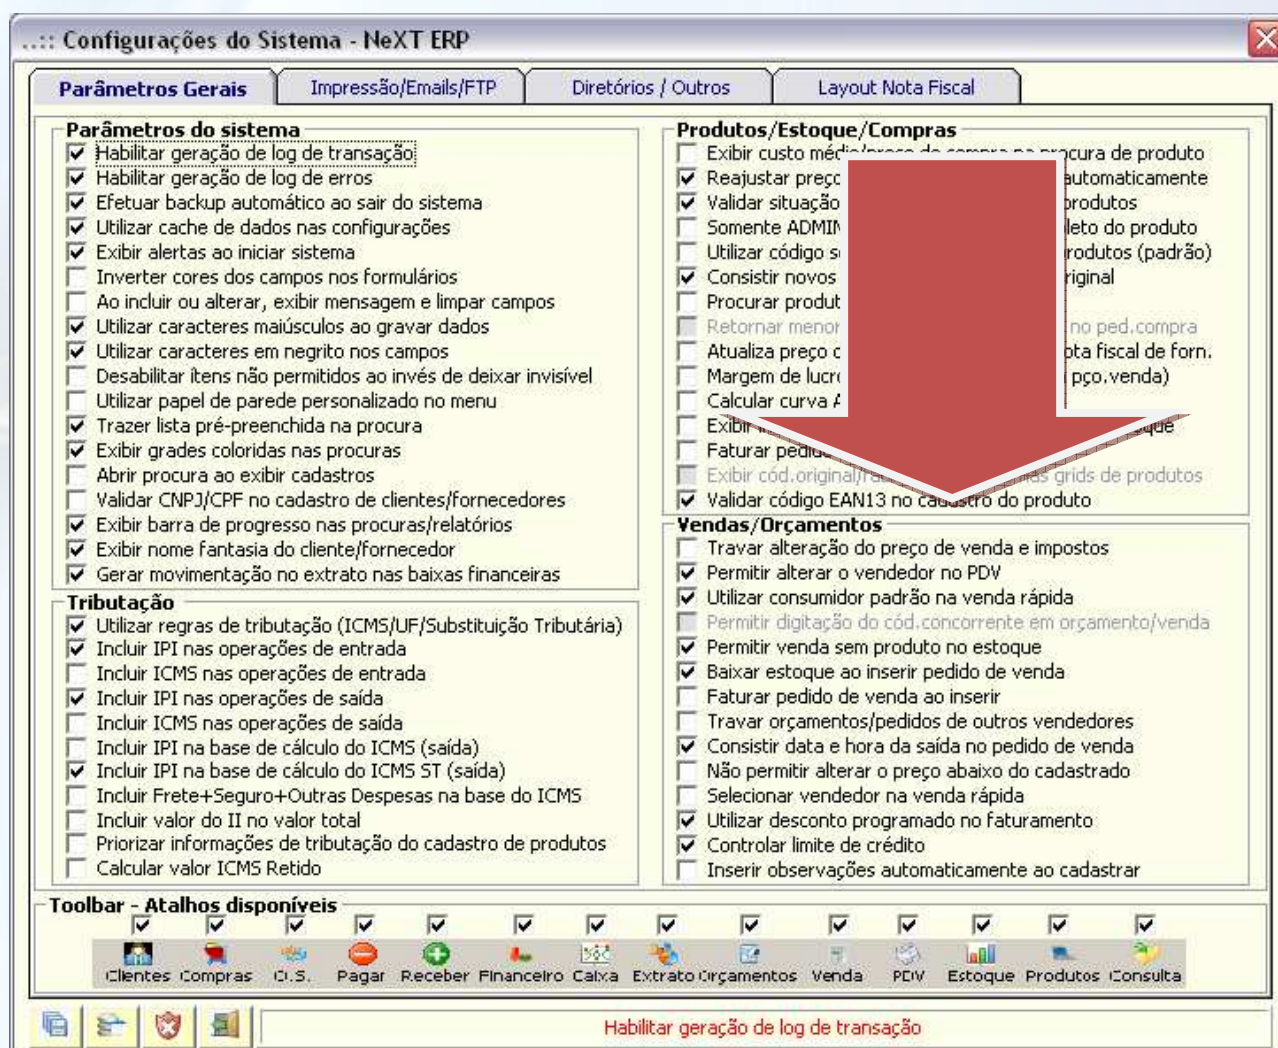 ..:: Configurações do Sistema - NeXT ERP
Parâmetros Gerais Impressão/Emails/FTP Diretórios / Outros Layout Nota Fiscal
Parâmetros do sistema
Habilitar geração de log de transação
Habilitar geração de log de erros
Efetuar backup automático ao sair do sistema
Utilizar cache de dados nas configurações
Exibir alertas ao iniciar sistema
Inverter cores dos campos nos formulários
Ao incluir ou alterar, exibir mensagem e limpar campos
Utilizar caracteres maiúsculos ao gravar dados
Utilizar caracteres em negrito nos campos
Desabilitar ítens não permitidos ao invés de deixar invisível
Utilizar papel de parede personalizado no menu
Trazer lista pré-preenchida na procura
Exibir grades coloridas nas procuras
Abrir procura ao exibir cadastros
Validar CNPJ/CPF no cadastro de clientes/fornecedores
Exibir barra de progresso nas procuras/relatórios
Exibir nome fantasia do cliente/fornecedor
Gerar movimentação no extrato nas baixas financeiras
Tributação
Utilizar regras de tributação (ICMS/UF/Substituição Tributária)
Incluir IPI nas operações de entrada
Incluir ICMS nas operações de entrada
Incluir IPI nas operações de saída
Incluir ICMS nas operações de saída
Incluir IPI na base de cálculo do ICMS (saída)
Incluir IPI na base de cálculo do ICMS ST (saída)
Incluir Frete+Seguro+Outras Despesas na base do ICMS
Incluir valor do II no valor total
Priorizar informações de tributação do cadastro de produtos
Calcular valor ICMS Retido
Produtos/Estoque/Compras
Exibir custo médio/preço de compra na procura de produto
Reajustar preço automaticamente
Validar situação produtos
Somente ADMIN do produto
Utilizar código (padrão)
Consistir novos
Procurar
Retornar menor no ped.compra
Atualiza preço fiscal de forn.
Margem de pço.venda)
Calcular curva
Exibir
Faturar
Exibir cód.original/ grids de produtos
Validar código EAN13 no cadastro do produto
Vendas/Orçamentos
Travar alteração do preço de venda e impostos
Permitir alterar o vendedor no PDV
Utilizar consumidor padrão na venda rápida
Permitir digitação do cód.concorrente em orçamento/venda
Permitir venda sem produto no estoque
Baixar estoque ao inserir pedido de venda
Faturar pedido de venda ao inserir
Travar orçamentos/pedidos de outros vendedores
Consistir data e hora da saída no pedido de venda
Não permitir alterar o preço abaixo do cadastrado
Selecionar vendedor na venda rápida
Utilizar desconto programado no faturamento
Controlar limite de crédito
Inserir observações automaticamente ao cadastrar
Toolbar - Atalhos disponíveis
Clientes Compras O.S. Pagar Receber Financeiro Caixa Extrato Orçamentos Venda PDV Estoque Produtos Consulta
Habilitar geração de log de transação